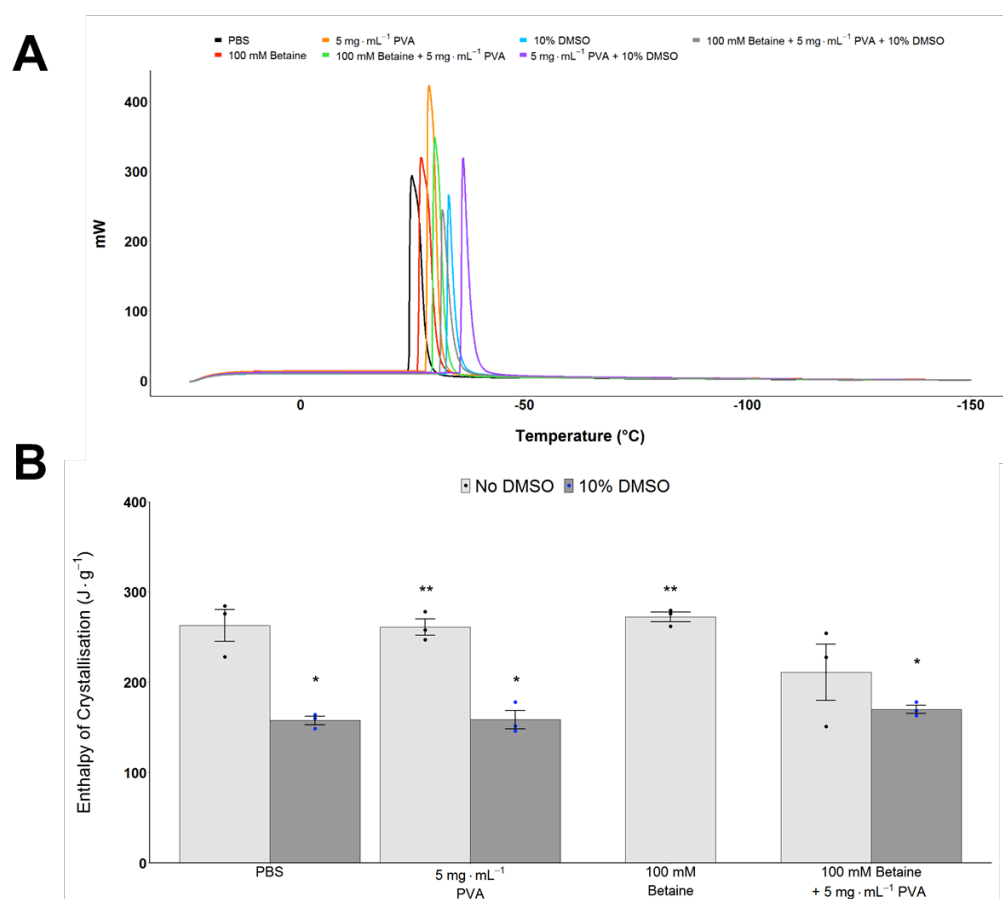 A
PBS 5 mg · mL⁻¹ PVA 10% DMSO 100 mM Betaine + 5 mg · mL⁻¹ PVA + 10% DMSO
100 mM Betaine 100 mM Betaine + 5 mg · mL⁻¹ PVA 5 mg · mL⁻¹ PVA + 10% DMSO
400
300
mW
200
100
0
0 -50 -100 -150
Temperature (°C)
B
No DMSO 10% DMSO
400
300
Enthalpy of Crystallisation (J · g⁻¹)
200
100
0
** **
* * *
PBS 5 mg · mL⁻¹ 100 mM 100 mM Betaine
PVA Betaine + 5 mg · mL⁻¹ PVA